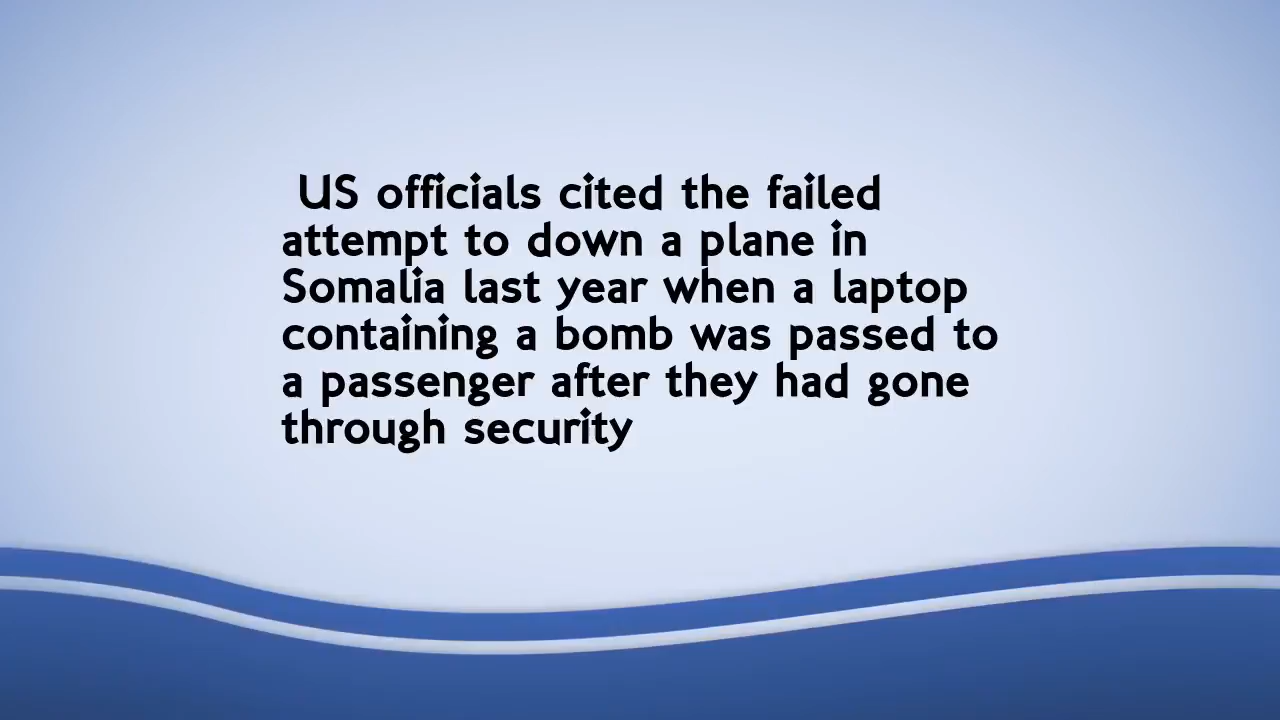 US officials cited the failed
attempt to down a plane in
Somalia last year when a laptop
containing a bomb was passed to
a passenger after they had gone
through security